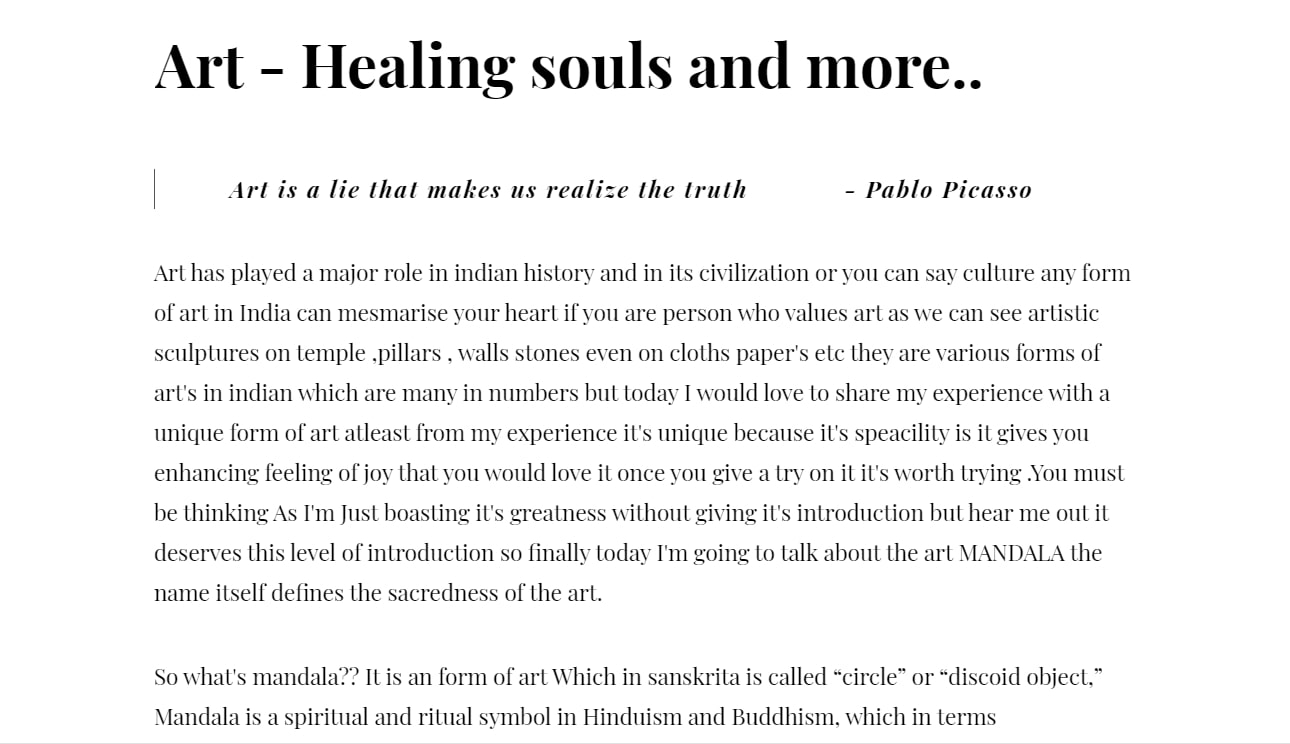 Art - Healing souls and more..
Art is a lie that makes us realize the truth - Pablo Picasso
Art has played a major role in indian history and in its civilization or you can say culture any form
of art in India can mesmarise your heart if you are person who values art as we can see artistic
sculptures on temple ,pillars , walls stones even on cloths paper's etc they are various forms of
art's in indian which are many in numbers but today I would love to share my experience with a
unique form of art atleast from my experience it's unique because it's speacility is it gives you
enhancing feeling of joy that you would love it once you give a try on it it's worth trying .You must
be thinking As I'm Just boasting it's greatness without giving it's introduction but hear me out it
deserves this level of introduction so finally today I'm going to talk about the art MANDALA the
name itself defines the sacredness of the art.
So what's mandala?? It is an form of art Which in sanskrita is called “circle” or “discoid object,”
Mandala is a spiritual and ritual symbol in Hinduism and Buddhism, which in terms